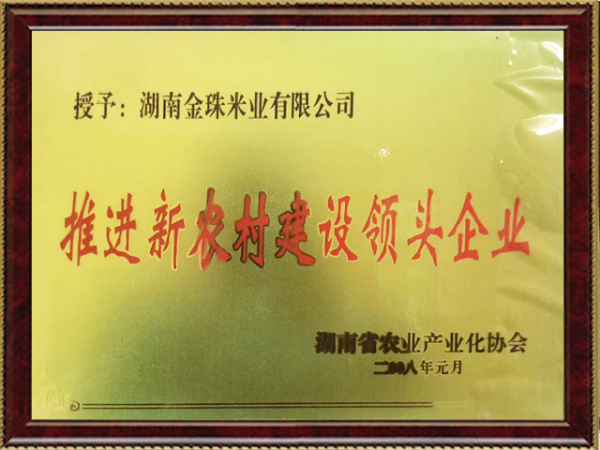 授予：湖南金珠米业有限公司
推进新农村建设领头企业
湖南省农业产业化协会
二〇〇八年元月